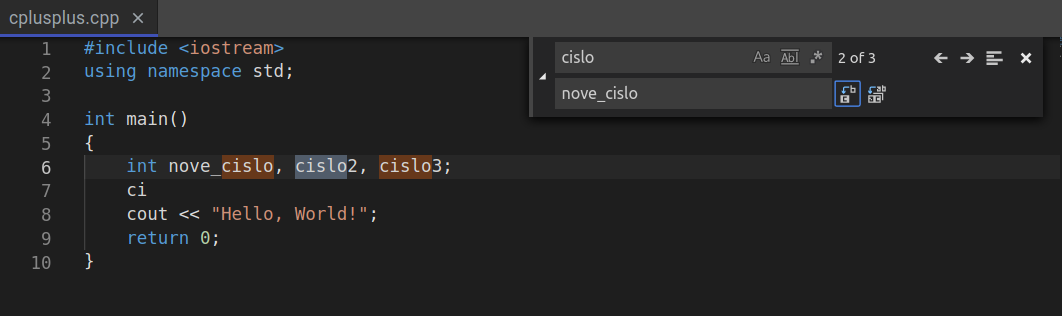 cplusplus.cpp
1 #include <iostream>
2 using namespace std;
3
4 int main()
5 {
6 int nove_cislo, cislo2, cislo3;
7 ci
8 cout << "Hello, World!";
9 return 0;
10 }
cislo Aa Abl .* 2 of 3
nove_cislo